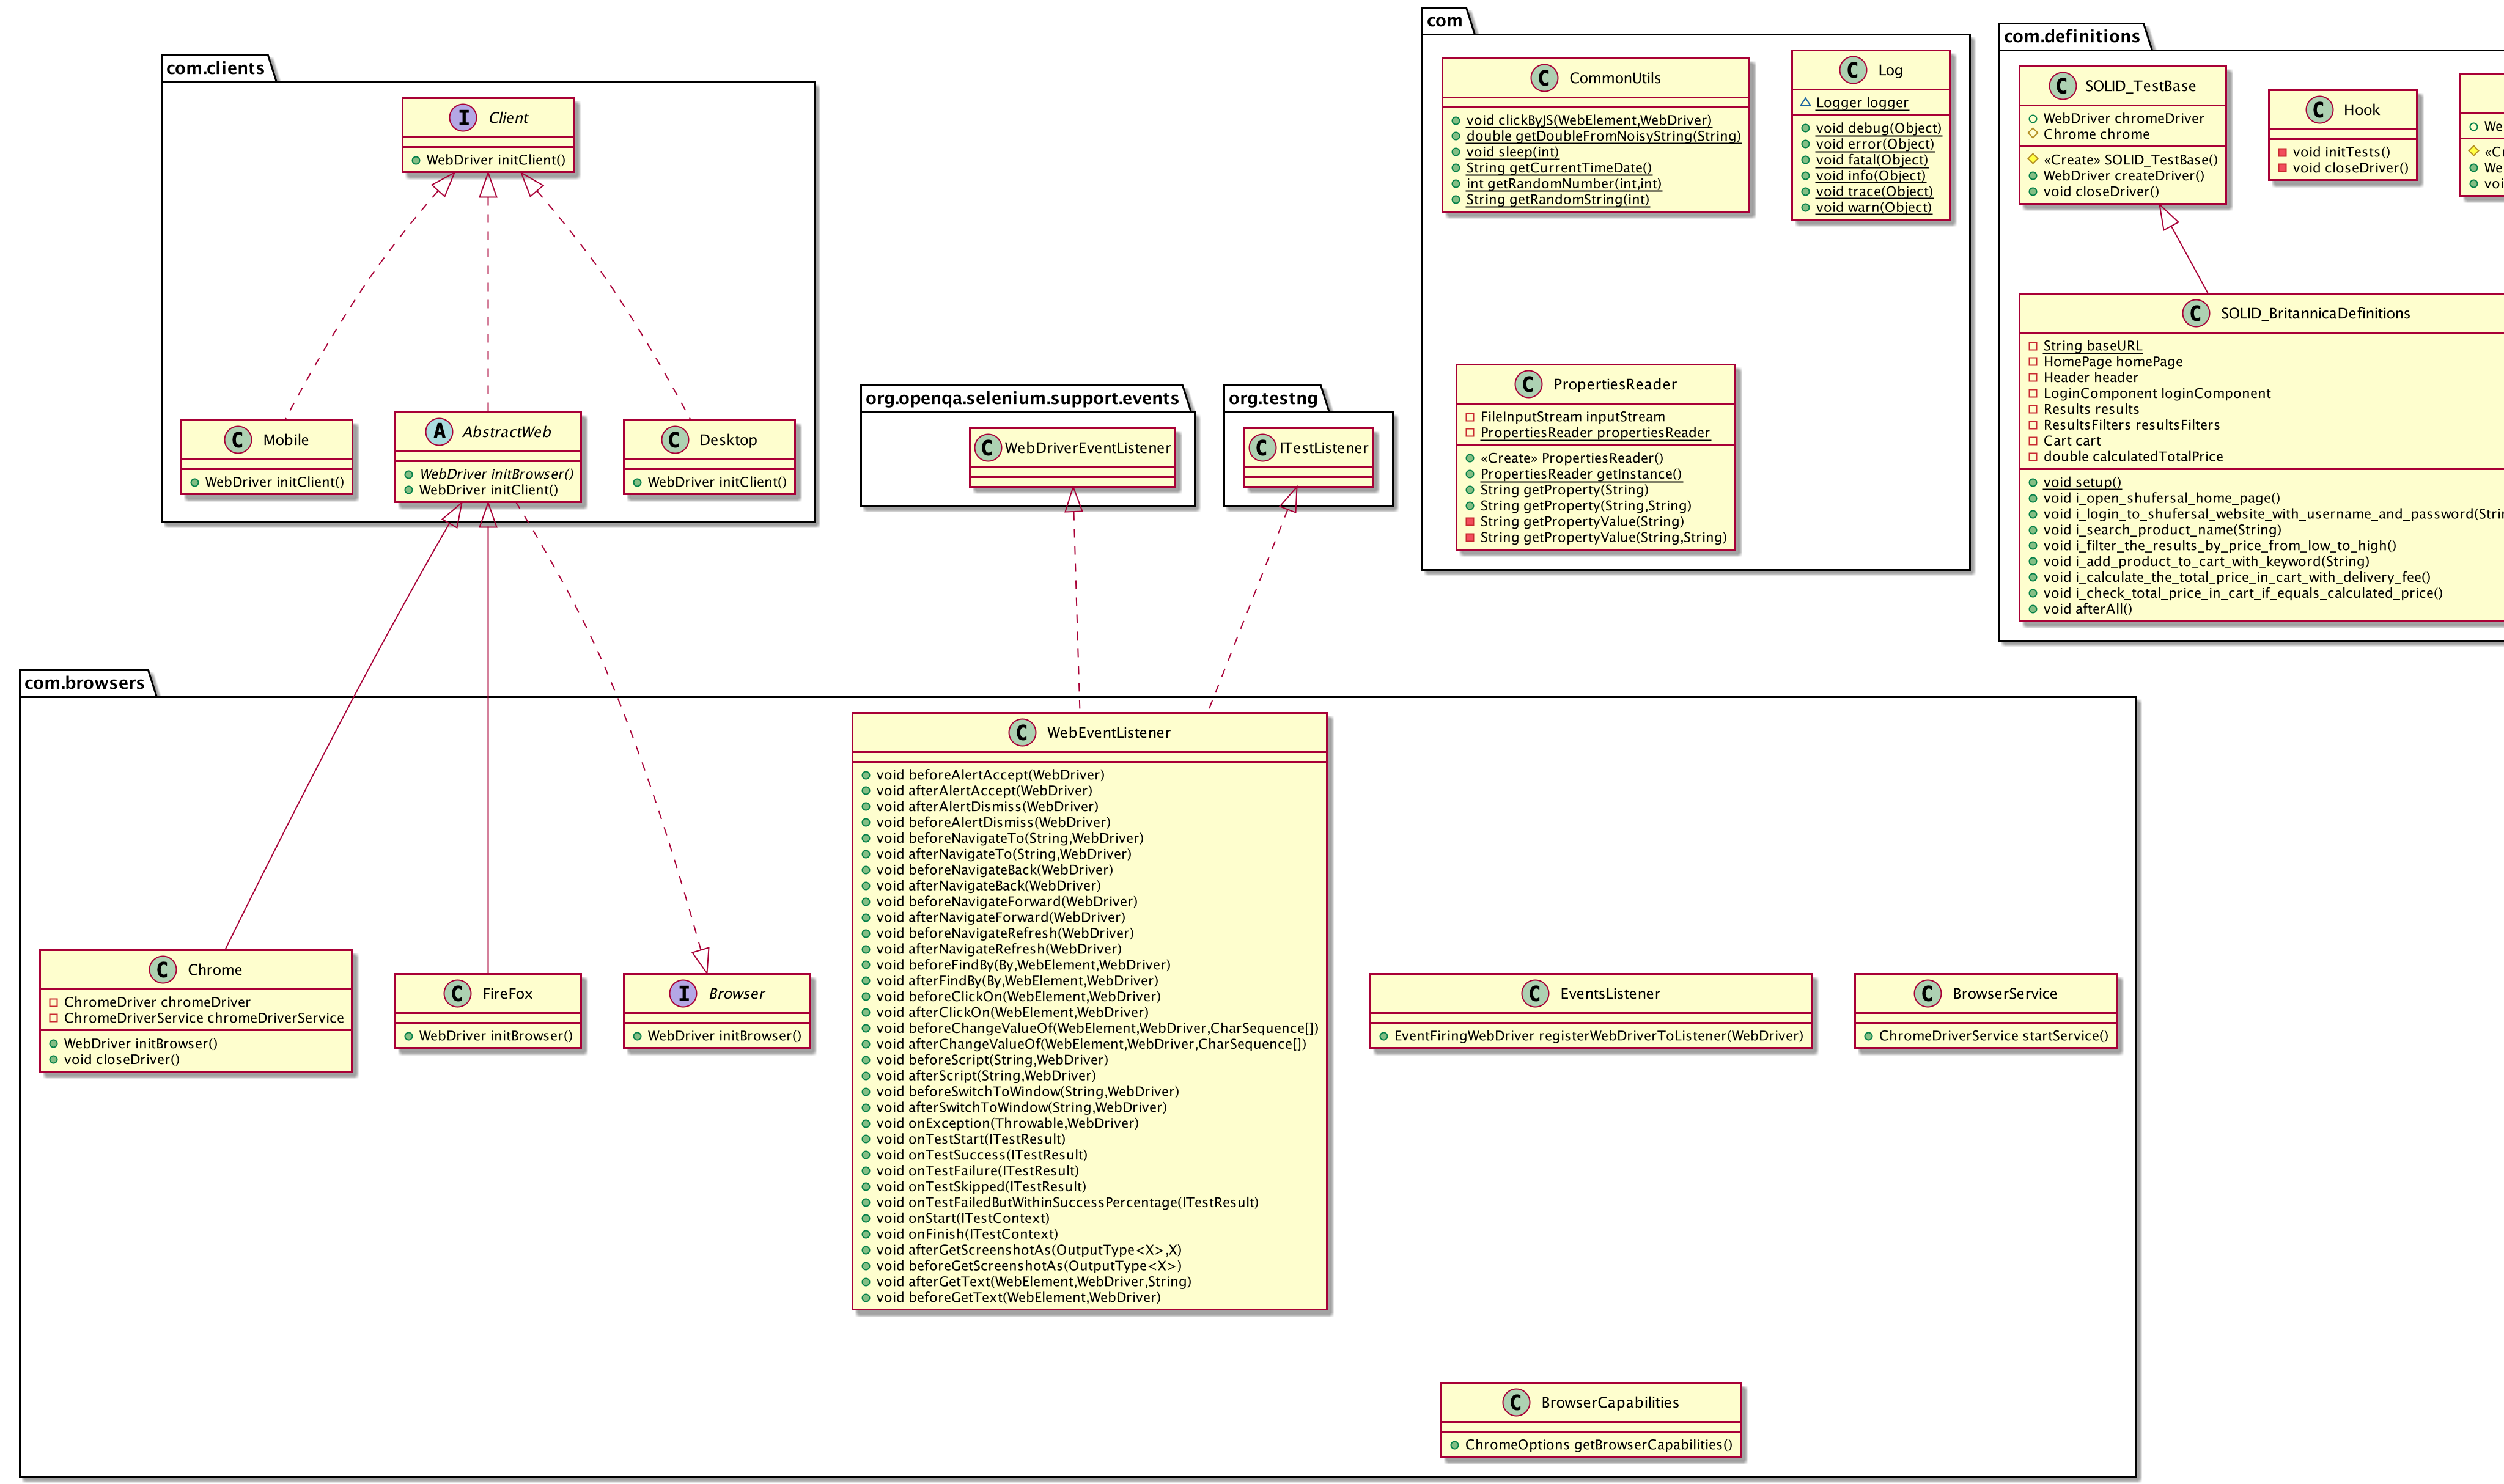 com.clients
I Client
WebDriver initClient()
C Mobile
WebDriver initClient()
A AbstractWeb
WebDriver initBrowser()
WebDriver initClient()
C Desktop
WebDriver initClient()
org.openqa.selenium.support.events
C WebDriverEventListener
org.testng
C ITestListener
com
C CommonUtils
void clickByJS(WebElement,WebDriver)
double getDoubleFromNoisyString(String)
void sleep(int)
String getCurrentTimeDate()
int getRandomNumber(int,int)
String getRandomString(int)
C Log
Logger logger
void debug(Object)
void error(Object)
void fatal(Object)
void info(Object)
void trace(Object)
void warn(Object)
C PropertiesReader
FileInputStream inputStream
PropertiesReader propertiesReader
«Create» PropertiesReader()
PropertiesReader getInstance()
String getProperty(String)
String getProperty(String,String)
String getPropertyValue(String)
String getPropertyValue(String,String)
com.definitions
C SOLID_TestBase
WebDriver chromeDriver
Chrome chrome
«Create» SOLID_TestBase()
WebDriver createDriver()
void closeDriver()
C Hook
void initTests()
void closeDriver()
We
«Cr
We
voi
C SOLID_BritannicaDefinitions
String baseURL
HomePage homePage
Header header
LoginComponent loginComponent
Results results
ResultsFilters resultsFilters
Cart cart
double calculatedTotalPrice
void setup()
void i_open_shufersal_home_page()
void i_login_to_shufersal_website_with_username_and_password(Strin
void i_search_product_name(String)
void i_filter_the_results_by_price_from_low_to_high()
void i_add_product_to_cart_with_keyword(String)
void i_calculate_the_total_price_in_cart_with_delivery_fee()
void i_check_total_price_in_cart_if_equals_calculated_price()
void afterAll()
com.browsers
C Chrome
ChromeDriver chromeDriver
ChromeDriverService chromeDriverService
WebDriver initBrowser()
void closeDriver()
C FireFox
WebDriver initBrowser()
I Browser
WebDriver initBrowser()
C WebEventListener
void beforeAlertAccept(WebDriver)
void afterAlertAccept(WebDriver)
void afterAlertDismiss(WebDriver)
void beforeAlertDismiss(WebDriver)
void beforeNavigateTo(String,WebDriver)
void afterNavigateTo(String,WebDriver)
void beforeNavigateBack(WebDriver)
void afterNavigateBack(WebDriver)
void beforeNavigateForward(WebDriver)
void afterNavigateForward(WebDriver)
void beforeNavigateRefresh(WebDriver)
void afterNavigateRefresh(WebDriver)
void beforeFindBy(By,WebElement,WebDriver)
void afterFindBy(By,WebElement,WebDriver)
void beforeClickOn(WebElement,WebDriver)
void afterClickOn(WebElement,WebDriver)
void beforeChangeValueOf(WebElement,WebDriver,CharSequence[])
void afterChangeValueOf(WebElement,WebDriver,CharSequence[])
void beforeScript(String,WebDriver)
void afterScript(String,WebDriver)
void beforeSwitchToWindow(String,WebDriver)
void afterSwitchToWindow(String,WebDriver)
void onException(Throwable,WebDriver)
void onTestStart(ITestResult)
void onTestSuccess(ITestResult)
void onTestFailure(ITestResult)
void onTestSkipped(ITestResult)
void onTestFailedButWithinSuccessPercentage(ITestResult)
void onStart(ITestContext)
void onFinish(ITestContext)
void afterGetScreenshotAs(OutputType<X>,X)
void beforeGetScreenshotAs(OutputType<X>)
void afterGetText(WebElement,WebDriver,String)
void beforeGetText(WebElement,WebDriver)
C EventsListener
EventFiringWebDriver registerWebDriverToListener(WebDriver)
C BrowserService
ChromeDriverService startService()
C BrowserCapabilities
ChromeOptions getBrowserCapabilities()